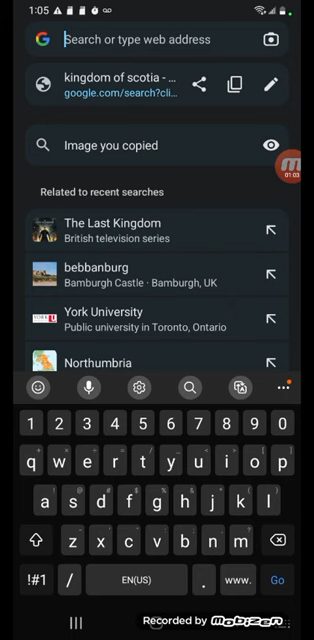 1:05
Search or type web address
kingdom of scotia - ...
google.com/search?cli...
Image you copied
01:03
Related to recent searches
The Last Kingdom
British television series
bebbanburg
Bamburgh Castle · Bamburgh, UK
York University
Public university in Toronto, Ontario
Northumbria
1 2 3 4 5 6 7 8 9 0
q w e r t y u i o p
a s d f g h j k l
z x c v b n m
!#1 / EN(US) . www. Go
Recorded by Mobizen